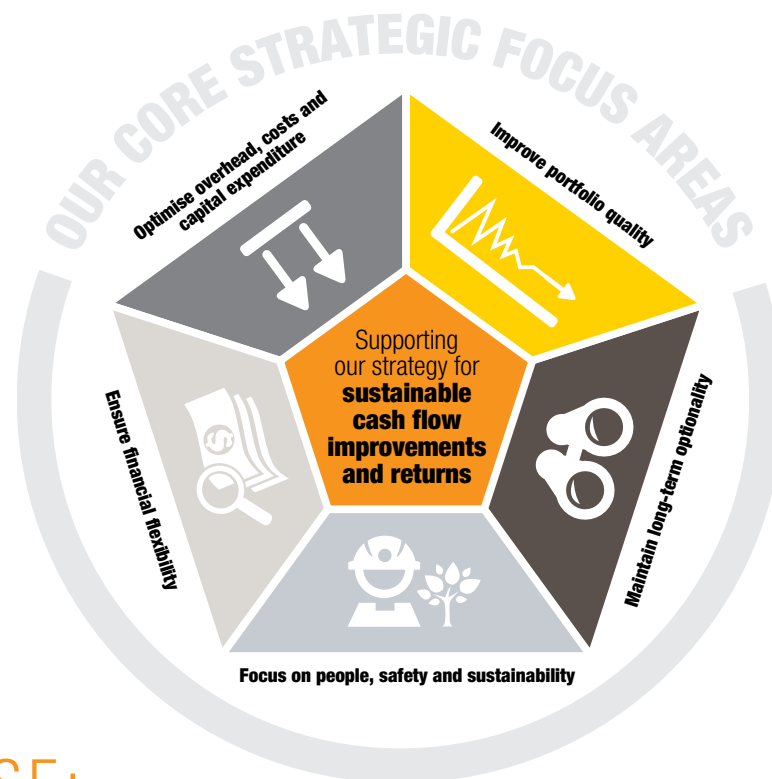 OUR CORE STRATEGIC FOCUS AREAS
Optimise overhead, costs and
capital expenditure
Improve portfolio quality
Supporting
our strategy for
sustainable
cash flow
improvements
and returns
Ensure financial flexibility
$
Maintain long-term optionality
Focus on people, safety and sustainability